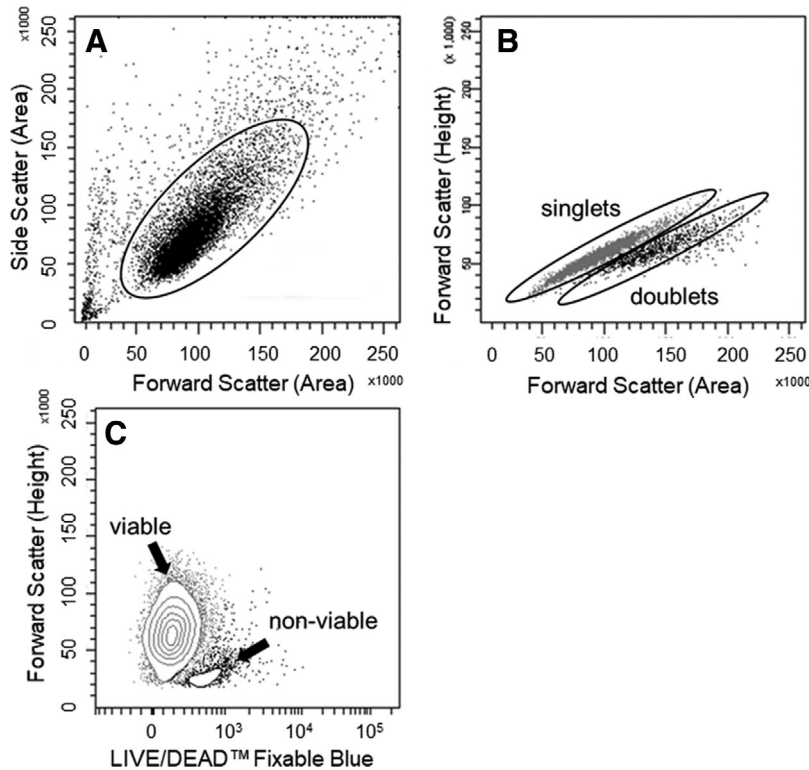 A
x1000
250
200
150
100
50
0
Side Scatter (Area)
0 50 100 150 200 250
Forward Scatter (Area) x1000
B
(x 1,000)
250
200
150
100
50
Forward Scatter (Height)
singlets
doublets
0 50 100 150 200 250
Forward Scatter (Area) x1000
C
x1000
250
200
150
100
50
0
Forward Scatter (Height)
viable
non-viable
0 10³ 10⁴ 10⁵
LIVE/DEAD™ Fixable Blue